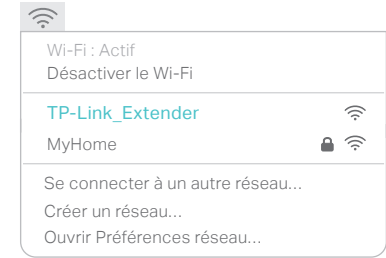 Wi-Fi : Actif
Désactiver le Wi-Fi
TP-Link_Extender
MyHome
Se connecter à un autre réseau...
Créer un réseau...
Ouvrir Préférences réseau...